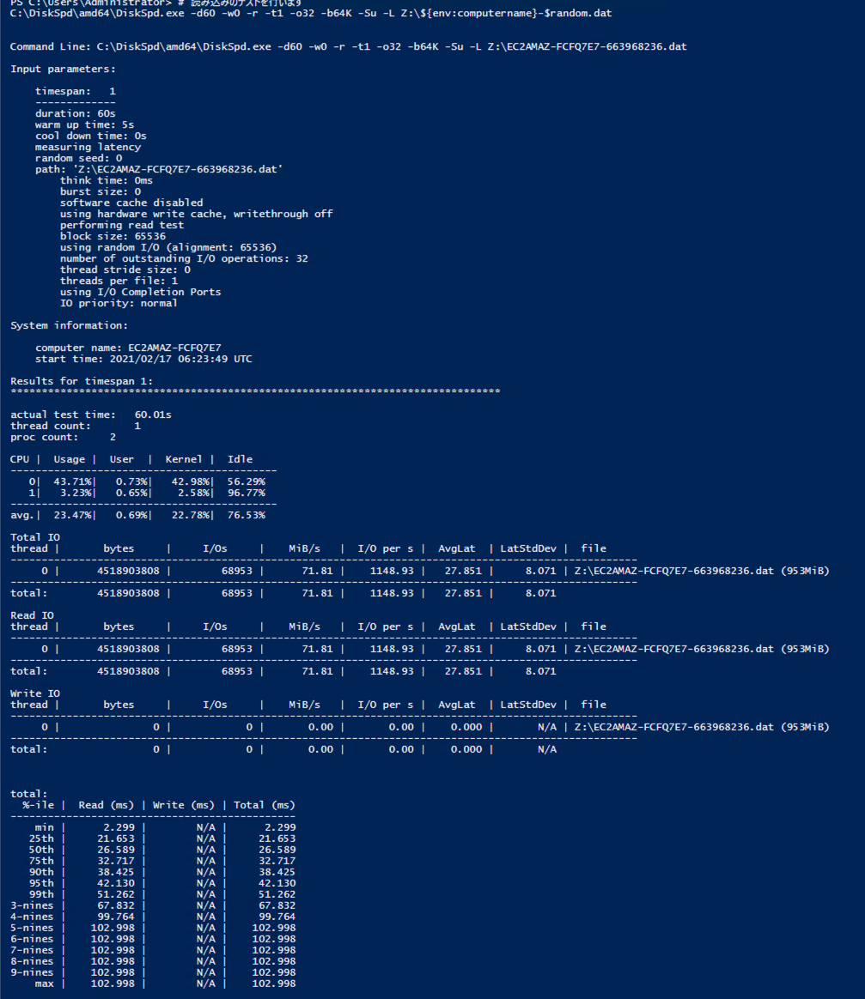 PS C:\Users\Administrator> # 読み込みのテストを行います
C:\DiskSpd\amd64\DiskSpd.exe -d60 -w0 -r -t1 -o32 -b64K -Su -L Z:\${env:computername}-$random.dat
Command Line: C:\DiskSpd\amd64\DiskSpd.exe -d60 -w0 -r -t1 -o32 -b64K -Su -L Z:\EC2AMAZ-FCFQ7E7-663968236.dat
Input parameters:
timespan:   1
-------------
duration: 60s
warm up time: 5s
cool down time: 0s
measuring latency
random seed: 0
path: 'Z:\EC2AMAZ-FCFQ7E7-663968236.dat'
think time: 0ms
burst size: 0
software cache disabled
using hardware write cache, writethrough off
performing read test
block size: 65536
using random I/O (alignment: 65536)
number of outstanding I/O operations: 32
thread stride size: 0
threads per file: 1
using I/O Completion Ports
IO priority: normal
System information:
computer name: EC2AMAZ-FCFQ7E7
start time: 2021/02/17 06:23:49 UTC
Results for timespan 1:
*******************************************************************************
actual test time:   60.01s
thread count:       1
proc count:     2
CPU |  Usage |  User  |  Kernel |  Idle
-------------------------------------------
0|  43.71%|   0.73%|   42.98%|  56.29%
1|   3.23%|   0.65%|    2.58%|  96.77%
-------------------------------------------
avg.|  23.47%|   0.69%|   22.78%|  76.53%
Total IO
thread |       bytes     |     I/Os     |    MiB/s   |  I/O per s |  AvgLat  | LatStdDev |  file
-----------------------------------------------------------------------------------------------------
0 |      4518903808 |        68953 |      71.81 |    1148.93 |   27.851 |     8.071 | Z:\EC2AMAZ-FCFQ7E7-663968236.dat (953MiB)
-----------------------------------------------------------------------------------------------------
total:        4518903808 |        68953 |      71.81 |    1148.93 |   27.851 |     8.071
Read IO
thread |       bytes     |     I/Os     |    MiB/s   |  I/O per s |  AvgLat  | LatStdDev |  file
-----------------------------------------------------------------------------------------------------
0 |      4518903808 |        68953 |      71.81 |    1148.93 |   27.851 |     8.071 | Z:\EC2AMAZ-FCFQ7E7-663968236.dat (953MiB)
-----------------------------------------------------------------------------------------------------
total:        4518903808 |        68953 |      71.81 |    1148.93 |   27.851 |     8.071
Write IO
thread |       bytes     |     I/Os     |    MiB/s   |  I/O per s |  AvgLat  | LatStdDev |  file
-----------------------------------------------------------------------------------------------------
0 |               0 |            0 |       0.00 |       0.00 |    0.000 |       N/A | Z:\EC2AMAZ-FCFQ7E7-663968236.dat (953MiB)
-----------------------------------------------------------------------------------------------------
total:                 0 |            0 |       0.00 |       0.00 |    0.000 |       N/A
total:
%-ile |  Read (ms) | Write (ms) | Total (ms)
----------------------------------------------
min |      2.299 |        N/A |      2.299
25th |     21.653 |        N/A |     21.653
50th |     26.589 |        N/A |     26.589
75th |     32.717 |        N/A |     32.717
90th |     38.425 |        N/A |     38.425
95th |     42.130 |        N/A |     42.130
99th |     51.262 |        N/A |     51.262
3-nines |     67.832 |        N/A |     67.832
4-nines |     99.764 |        N/A |     99.764
5-nines |    102.998 |        N/A |    102.998
6-nines |    102.998 |        N/A |    102.998
7-nines |    102.998 |        N/A |    102.998
8-nines |    102.998 |        N/A |    102.998
9-nines |    102.998 |        N/A |    102.998
max |    102.998 |        N/A |    102.998